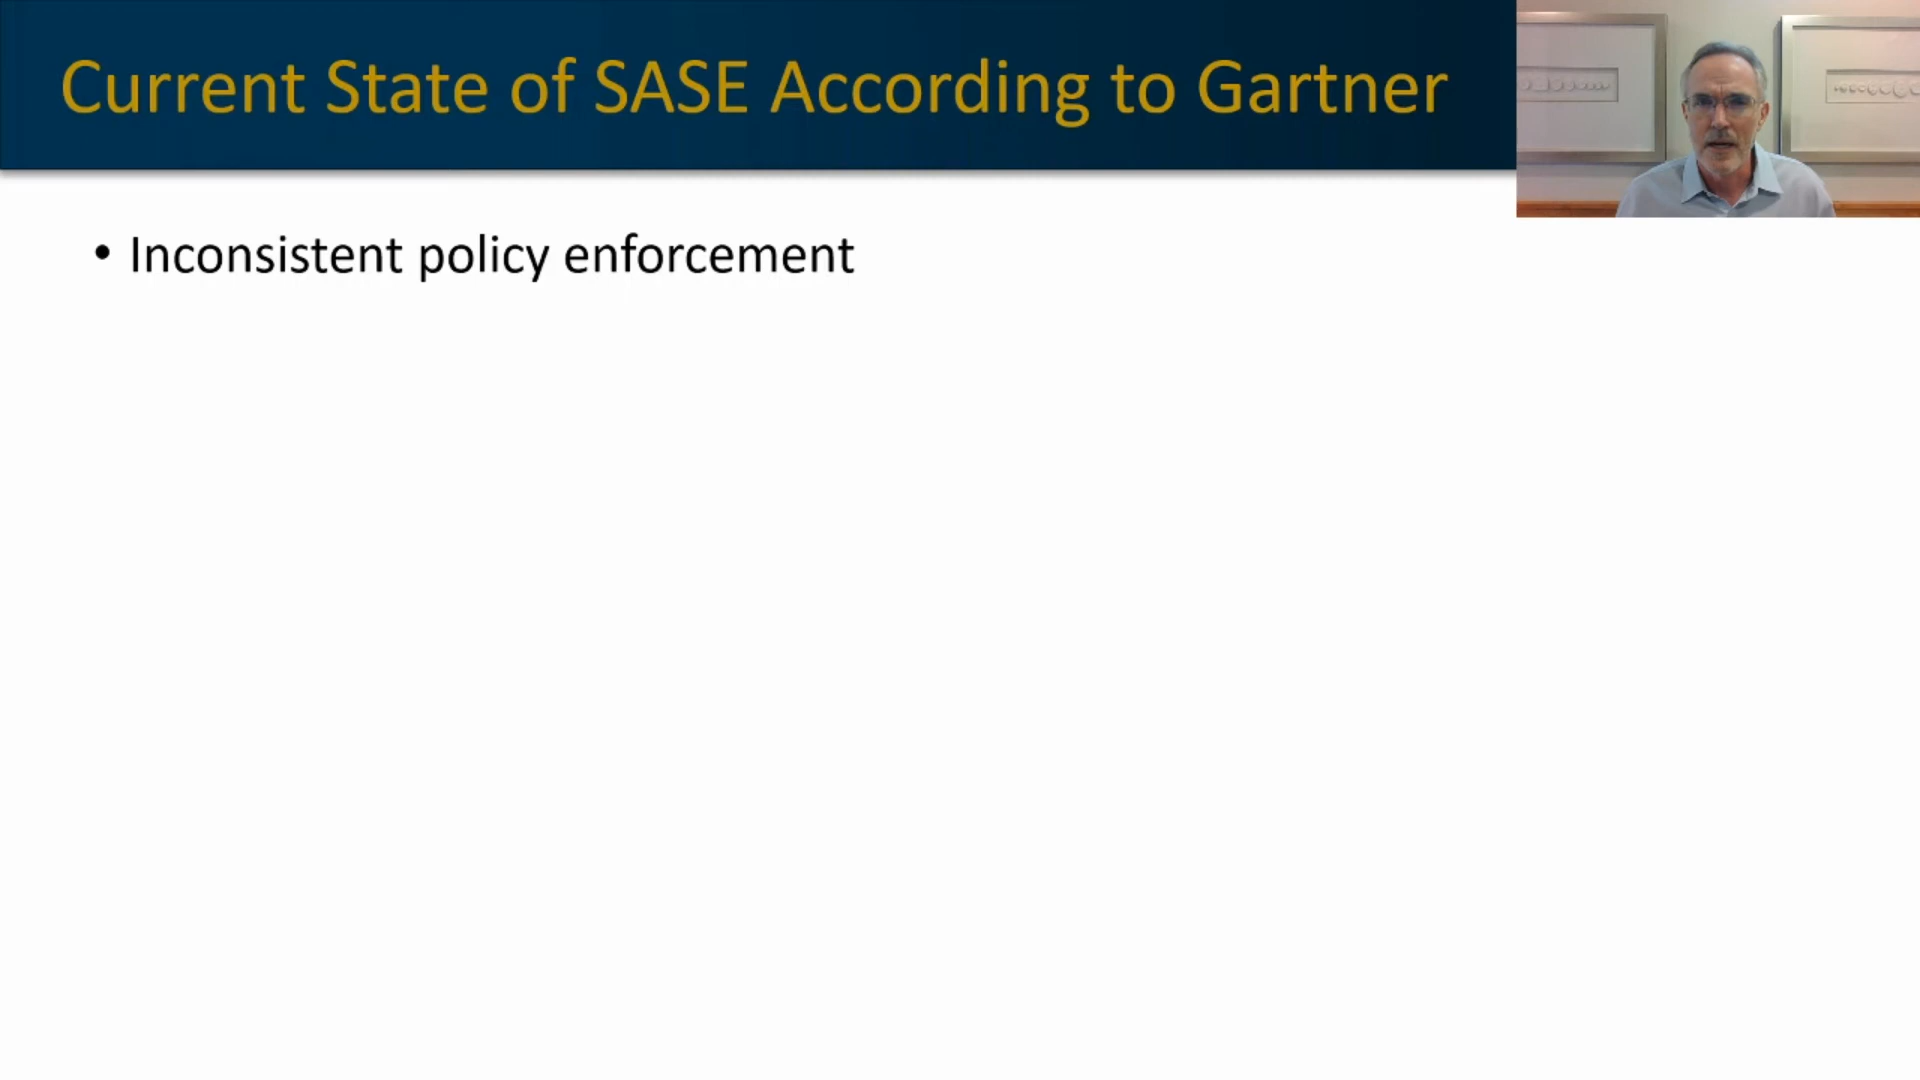 Current State of SASE According to Gartner
• Inconsistent policy enforcement